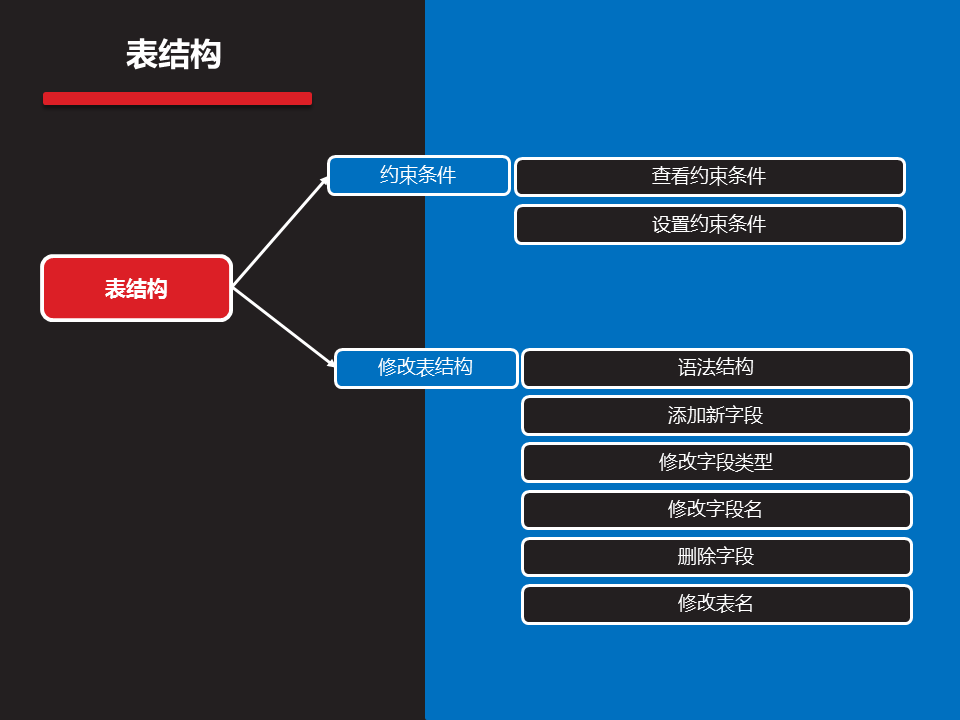 表结构
约束条件
查看约束条件
设置约束条件
表结构
修改表结构
语法结构
添加新字段
修改字段类型
修改字段名
删除字段
修改表名